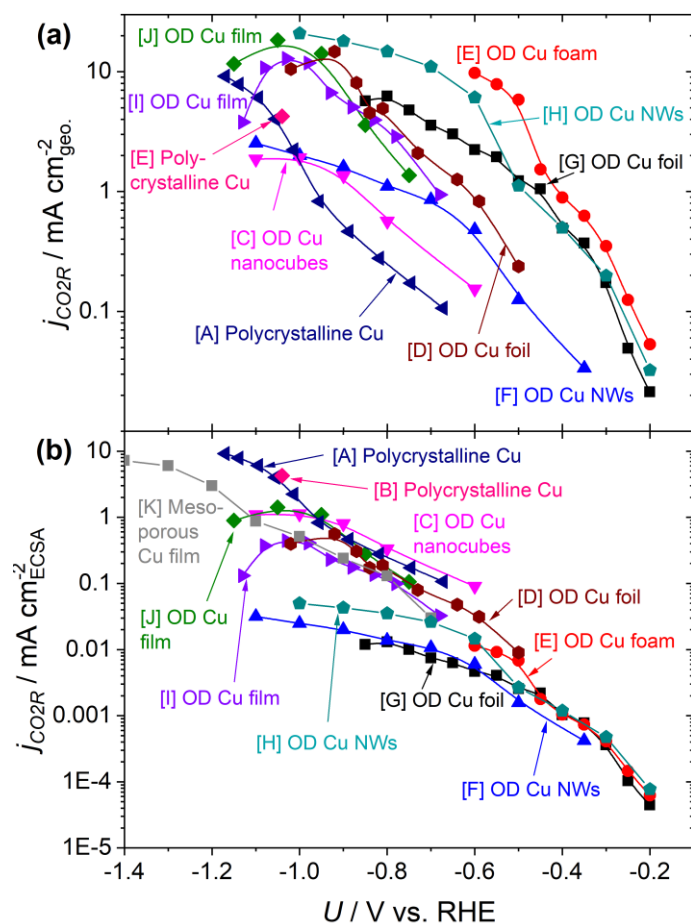 (a)
[J] OD Cu film
[E] OD Cu foam
[I] OD Cu film
[H] OD Cu NWs
[E] Poly-
crystalline Cu
[G] OD Cu foil
[C] OD Cu
nanocubes
[A] Polycrystalline Cu
[D] OD Cu foil
[F] OD Cu NWs
10
1
0.1
j_CO2R / mA cm⁻²geo.
(b)
[A] Polycrystalline Cu
[K] Meso-
porous
Cu film
[B] Polycrystalline Cu
[C] OD Cu
nanocubes
[J] OD Cu
film
[D] OD Cu foil
[E] OD Cu foam
[I] OD Cu film
[G] OD Cu foil
[H] OD Cu NWs
[F] OD Cu NWs
10
1
0.1
0.01
0.001
1E-4
1E-5
j_CO2R / mA cm⁻²ECSA
-1.4 -1.2 -1.0 -0.8 -0.6 -0.4 -0.2
U / V vs. RHE